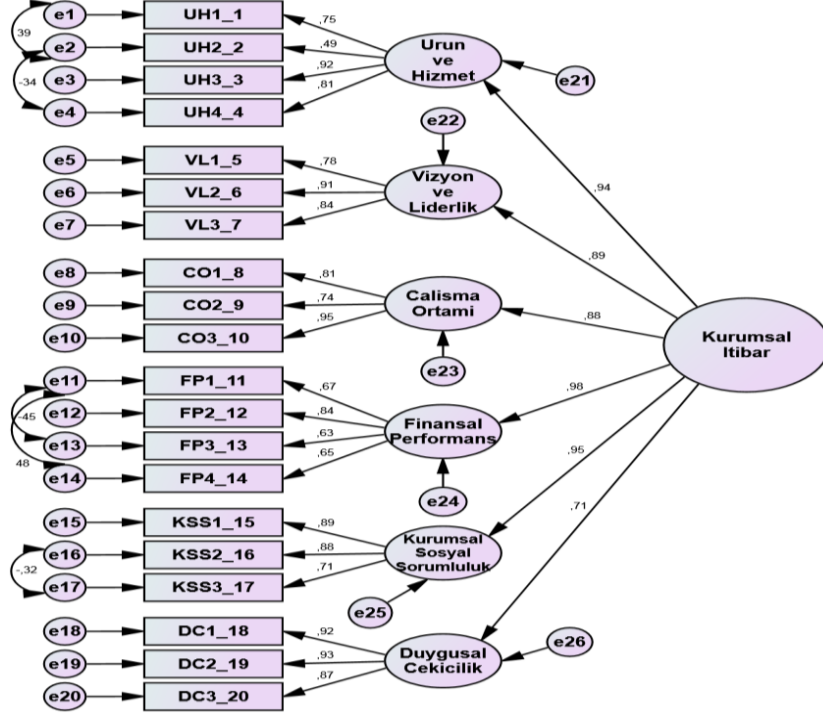 e1 UH1_1 ,75 Urun
39 e2 UH2_2 ,49 ve
e3 UH3_3 ,92 Hizmet e21
-34 e4 UH4_4 ,81
e22
e5 VL1_5 ,78 Vizyon ,94
e6 VL2_6 ,91 ve
e7 VL3_7 ,84 Liderlik
,89
e8 CO1_8 ,81 Calisma
e9 CO2_9 ,74 Ortami ,88
e10 CO3_10 ,95 Kurumsal
Itibar
e23
e11 FP1_11 ,67 ,98
-45 e12 FP2_12 ,84 Finansal
e13 FP3_13 ,63 Performans
48 e14 FP4_14 ,65 ,95
e24
,71
e15 KSS1_15 ,89 Kurumsal
e16 KSS2_16 ,88 Sosyal
-,32 e17 KSS3_17 ,71 Sorumluluk
e25
e18 DC1_18 ,92 e26
e19 DC2_19 ,93 Duygusal
e20 DC3_20 ,87 Cekicilik